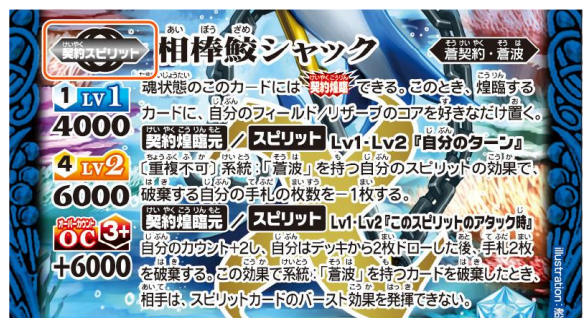 契約スピリット 相棒鮫シャック 蒼契約・蒼波
魂状態のこのカードには契約煌臨できる。このとき、煌臨する
カードに、自分のフィールド/リザーブのコアを好きなだけ置く。
1 LV1 4000
契約煌臨元/スピリット Lv1・Lv2『自分のターン』
【重複不可】系統:「蒼波」を持つ自分のスピリットの効果で、
4 LV2 6000
破棄する自分の手札の枚数を-1枚する。
契約煌臨元/スピリット Lv1・Lv2『このスピリットのアタック時』
オーバーカウント OC 3+ +6000
自分のカウント+2し、自分はデッキから2枚ドローした後、手札2枚
を破棄する。この効果で系統:「蒼波」を持つカードを破棄したとき、
相手は、スピリットカードのバースト効果を発揮できない。
illustration: